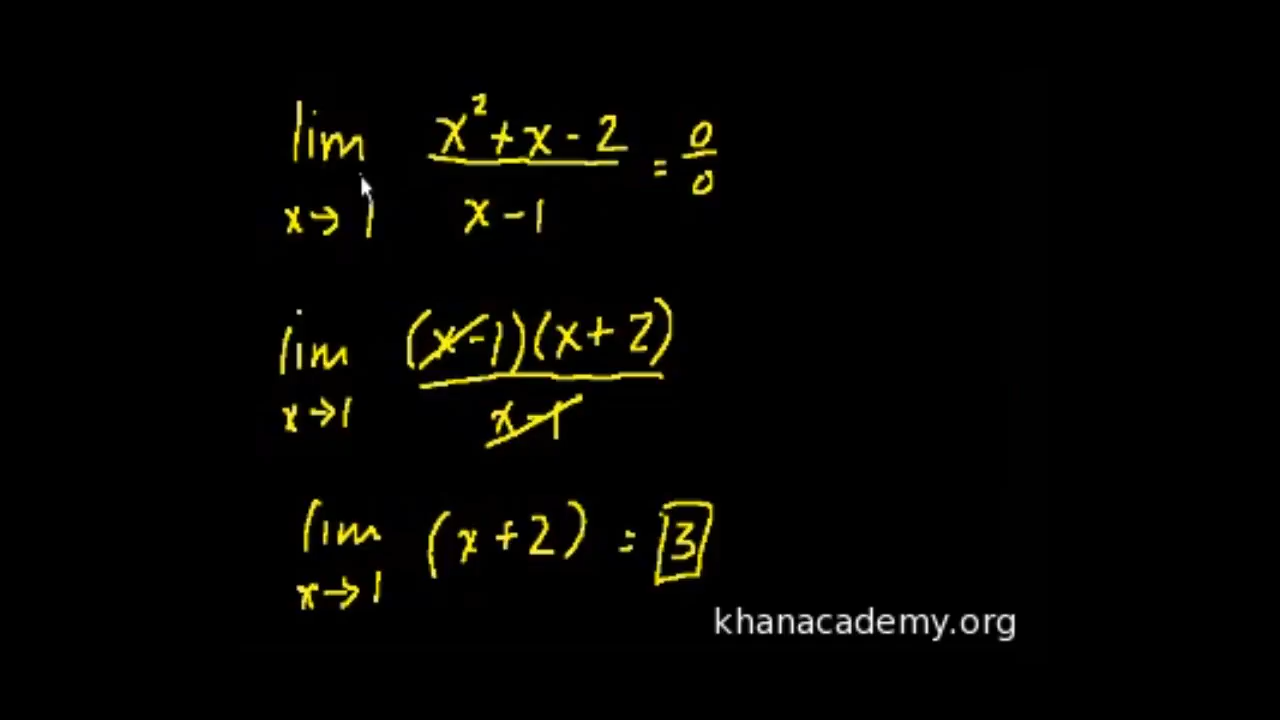 lim x→1 x²+x-2 / x-1 = 0/0
lim x→1 (x-1)(x+2) / x-1
lim x→1 (x+2) = 3
khanacademy.org